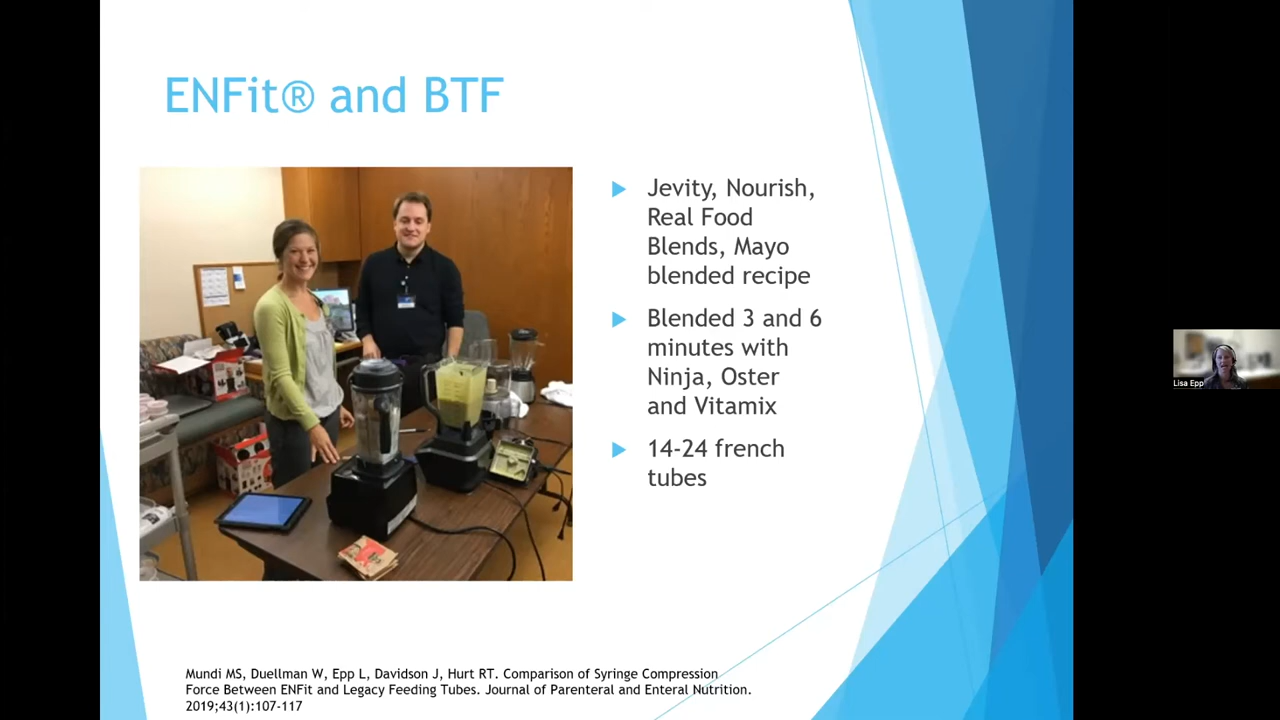 ENFit® and BTF
Jevity, Nourish,
Real Food
Blends, Mayo
blended recipe
Blended 3 and 6
minutes with
Ninja, Oster
and Vitamix
14-24 french
tubes
Lisa Epp
Mundi MS, Duellman W, Epp L, Davidson J, Hurt RT. Comparison of Syringe Compression
Force Between ENFit and Legacy Feeding Tubes. Journal of Parenteral and Enteral Nutrition.
2019;43(1):107-117